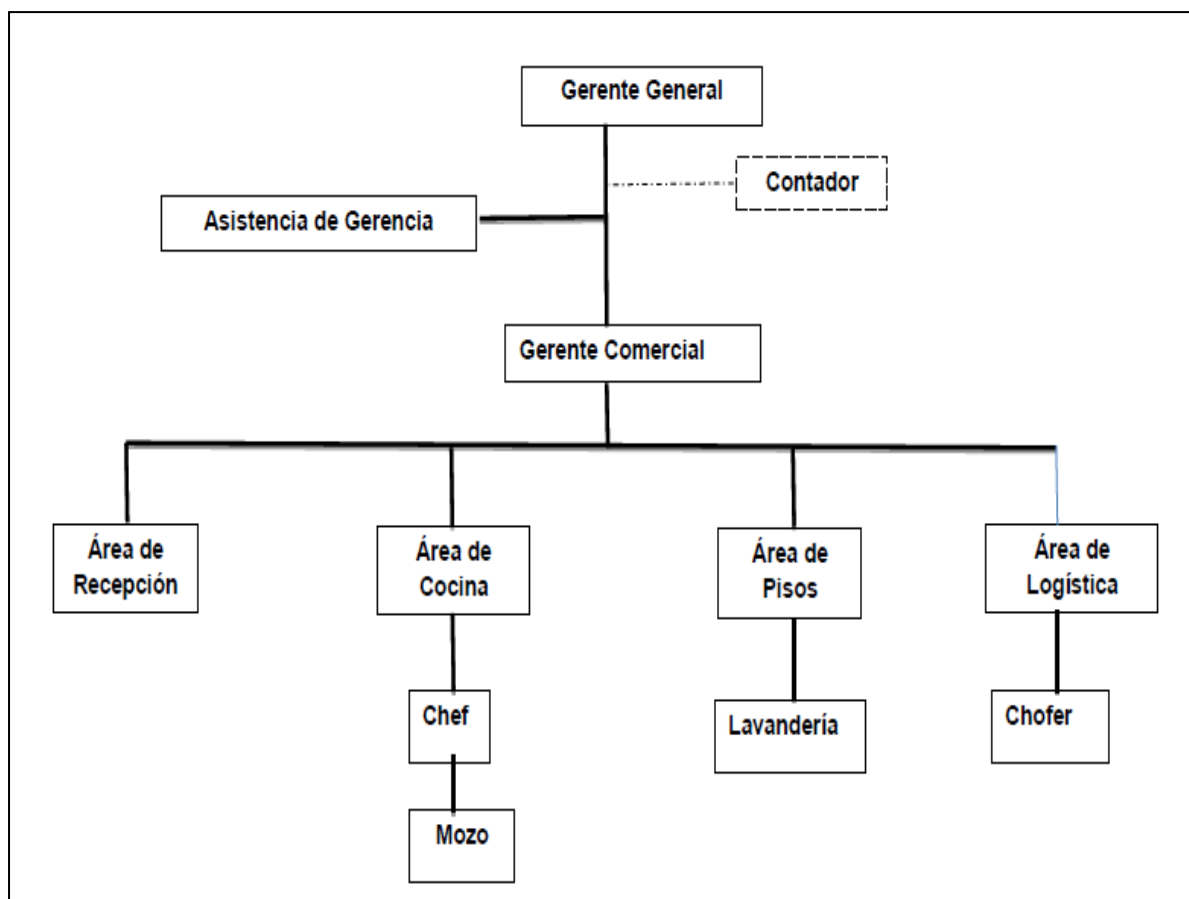 Gerente General
Contador
Asistencia de Gerencia
Gerente Comercial
Área de
Recepción
Área de
Cocina
Área de
Pisos
Área de
Logística
Chef
Lavandería
Chofer
Mozo